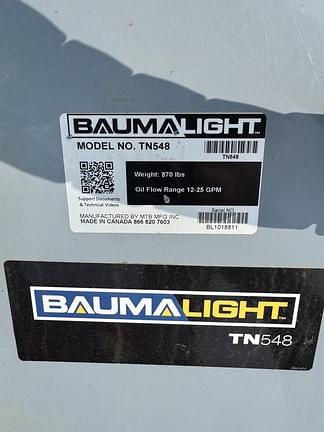 BAUMALIGHT
MODEL NO. TN548
TN548
Weight: 870 lbs
Oil Flow Range 12-25 GPM
Support Documents
& Technical Videos
Serial NO.
MANUFACTURED BY MTB MFG INC
MADE IN CANADA 866 820 7603
BL1018811
BAUMALIGHT
TN548